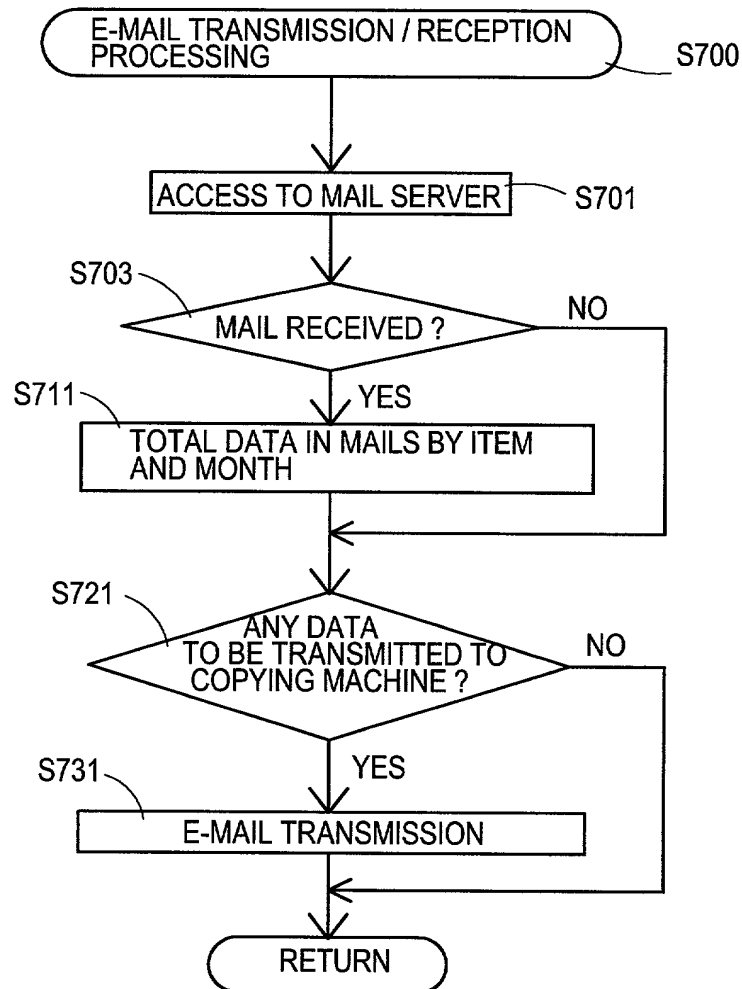 E-MAIL TRANSMISSION / RECEPTION
PROCESSING
S700
ACCESS TO MAIL SERVER
S701
S703
MAIL RECEIVED ?
NO
YES
S711
TOTAL DATA IN MAILS BY ITEM
AND MONTH
S721
ANY DATA
TO BE TRANSMITTED TO
COPYING MACHINE ?
NO
YES
S731
E-MAIL TRANSMISSION
RETURN